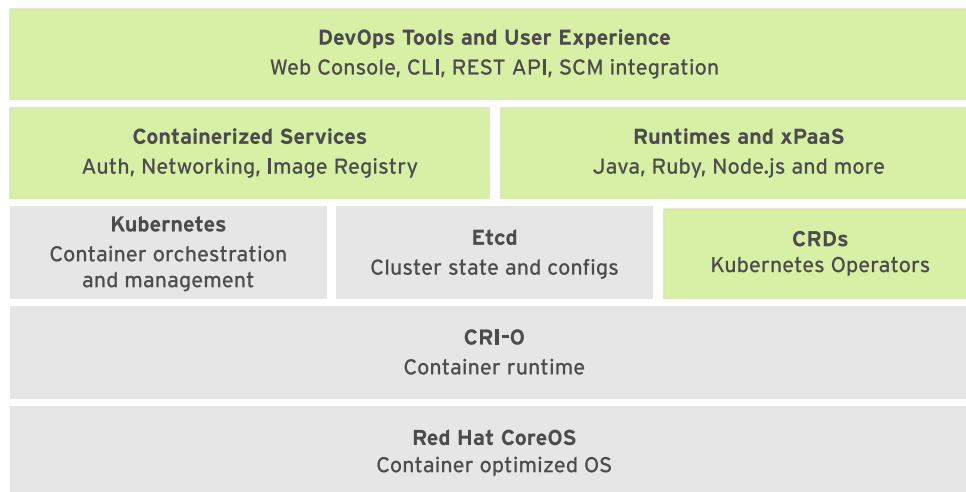 DevOps Tools and User Experience
Web Console, CLI, REST API, SCM integration
Containerized Services
Auth, Networking, Image Registry
Runtimes and xPaaS
Java, Ruby, Node.js and more
Kubernetes
Container orchestration
and management
Etcd
Cluster state and configs
CRDs
Kubernetes Operators
CRI-O
Container runtime
Red Hat CoreOS
Container optimized OS